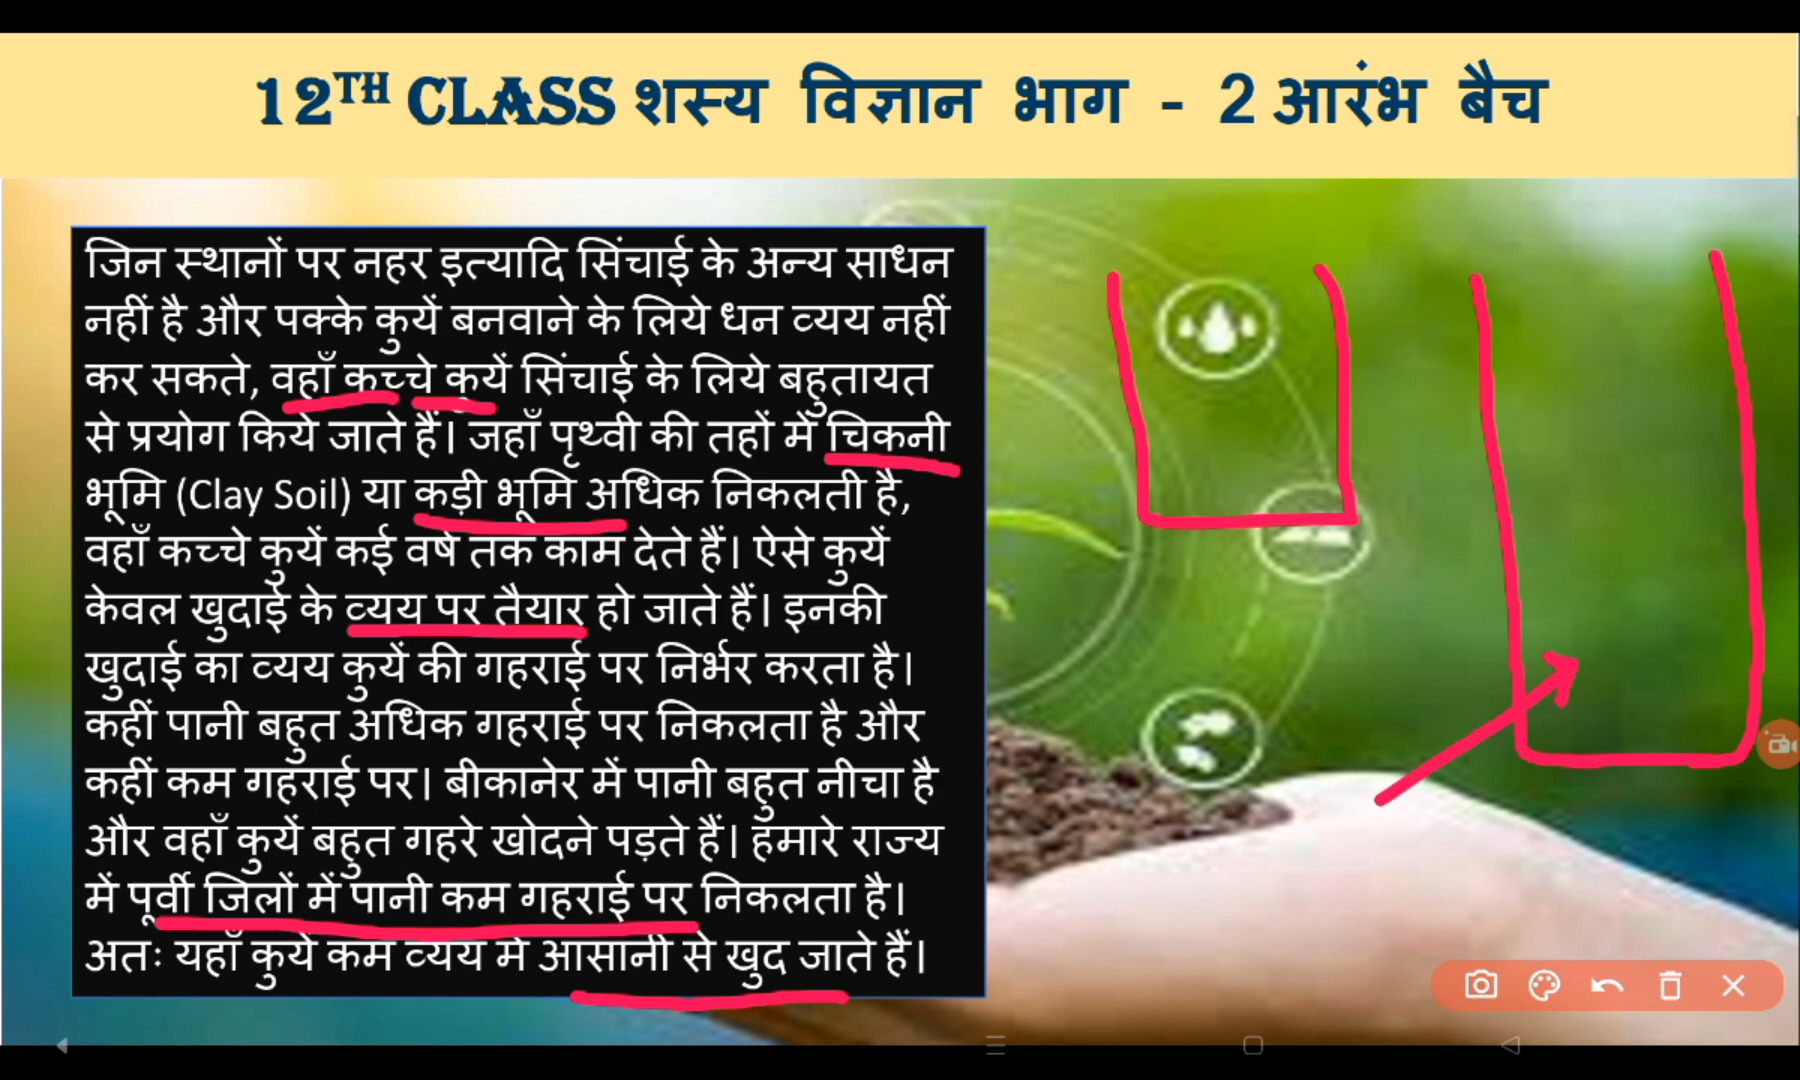 12TH CLASS शस्य विज्ञान भाग - 2 आरंभ बैच
जिन स्थानों पर नहर इत्यादि सिंचाई के अन्य साधन
नहीं है और पक्के कुयें बनवाने के लिये धन व्यय नहीं
कर सकते, वहाँ कच्चे कुयें सिंचाई के लिये बहुतायत
से प्रयोग किये जाते हैं। जहाँ पृथ्वी की तहों में चिकनी
भूमि (Clay Soil) या कड़ी भूमि अधिक निकलती है,
वहाँ कच्चे कुयें कई वर्ष तक काम देते हैं। ऐसे कुयें
केवल खुदाई के व्यय पर तैयार हो जाते हैं। इनकी
खुदाई का व्यय कुयें की गहराई पर निर्भर करता है।
कहीं पानी बहुत अधिक गहराई पर निकलता है और
कहीं कम गहराई पर। बीकानेर में पानी बहुत नीचा है
और वहाँ कुयें बहुत गहरे खोदने पड़ते हैं। हमारे राज्य
में पूर्वी जिलों में पानी कम गहराई पर निकलता है।
अतः यहाँ कुयें कम व्यय में आसानी से खुद जाते हैं।